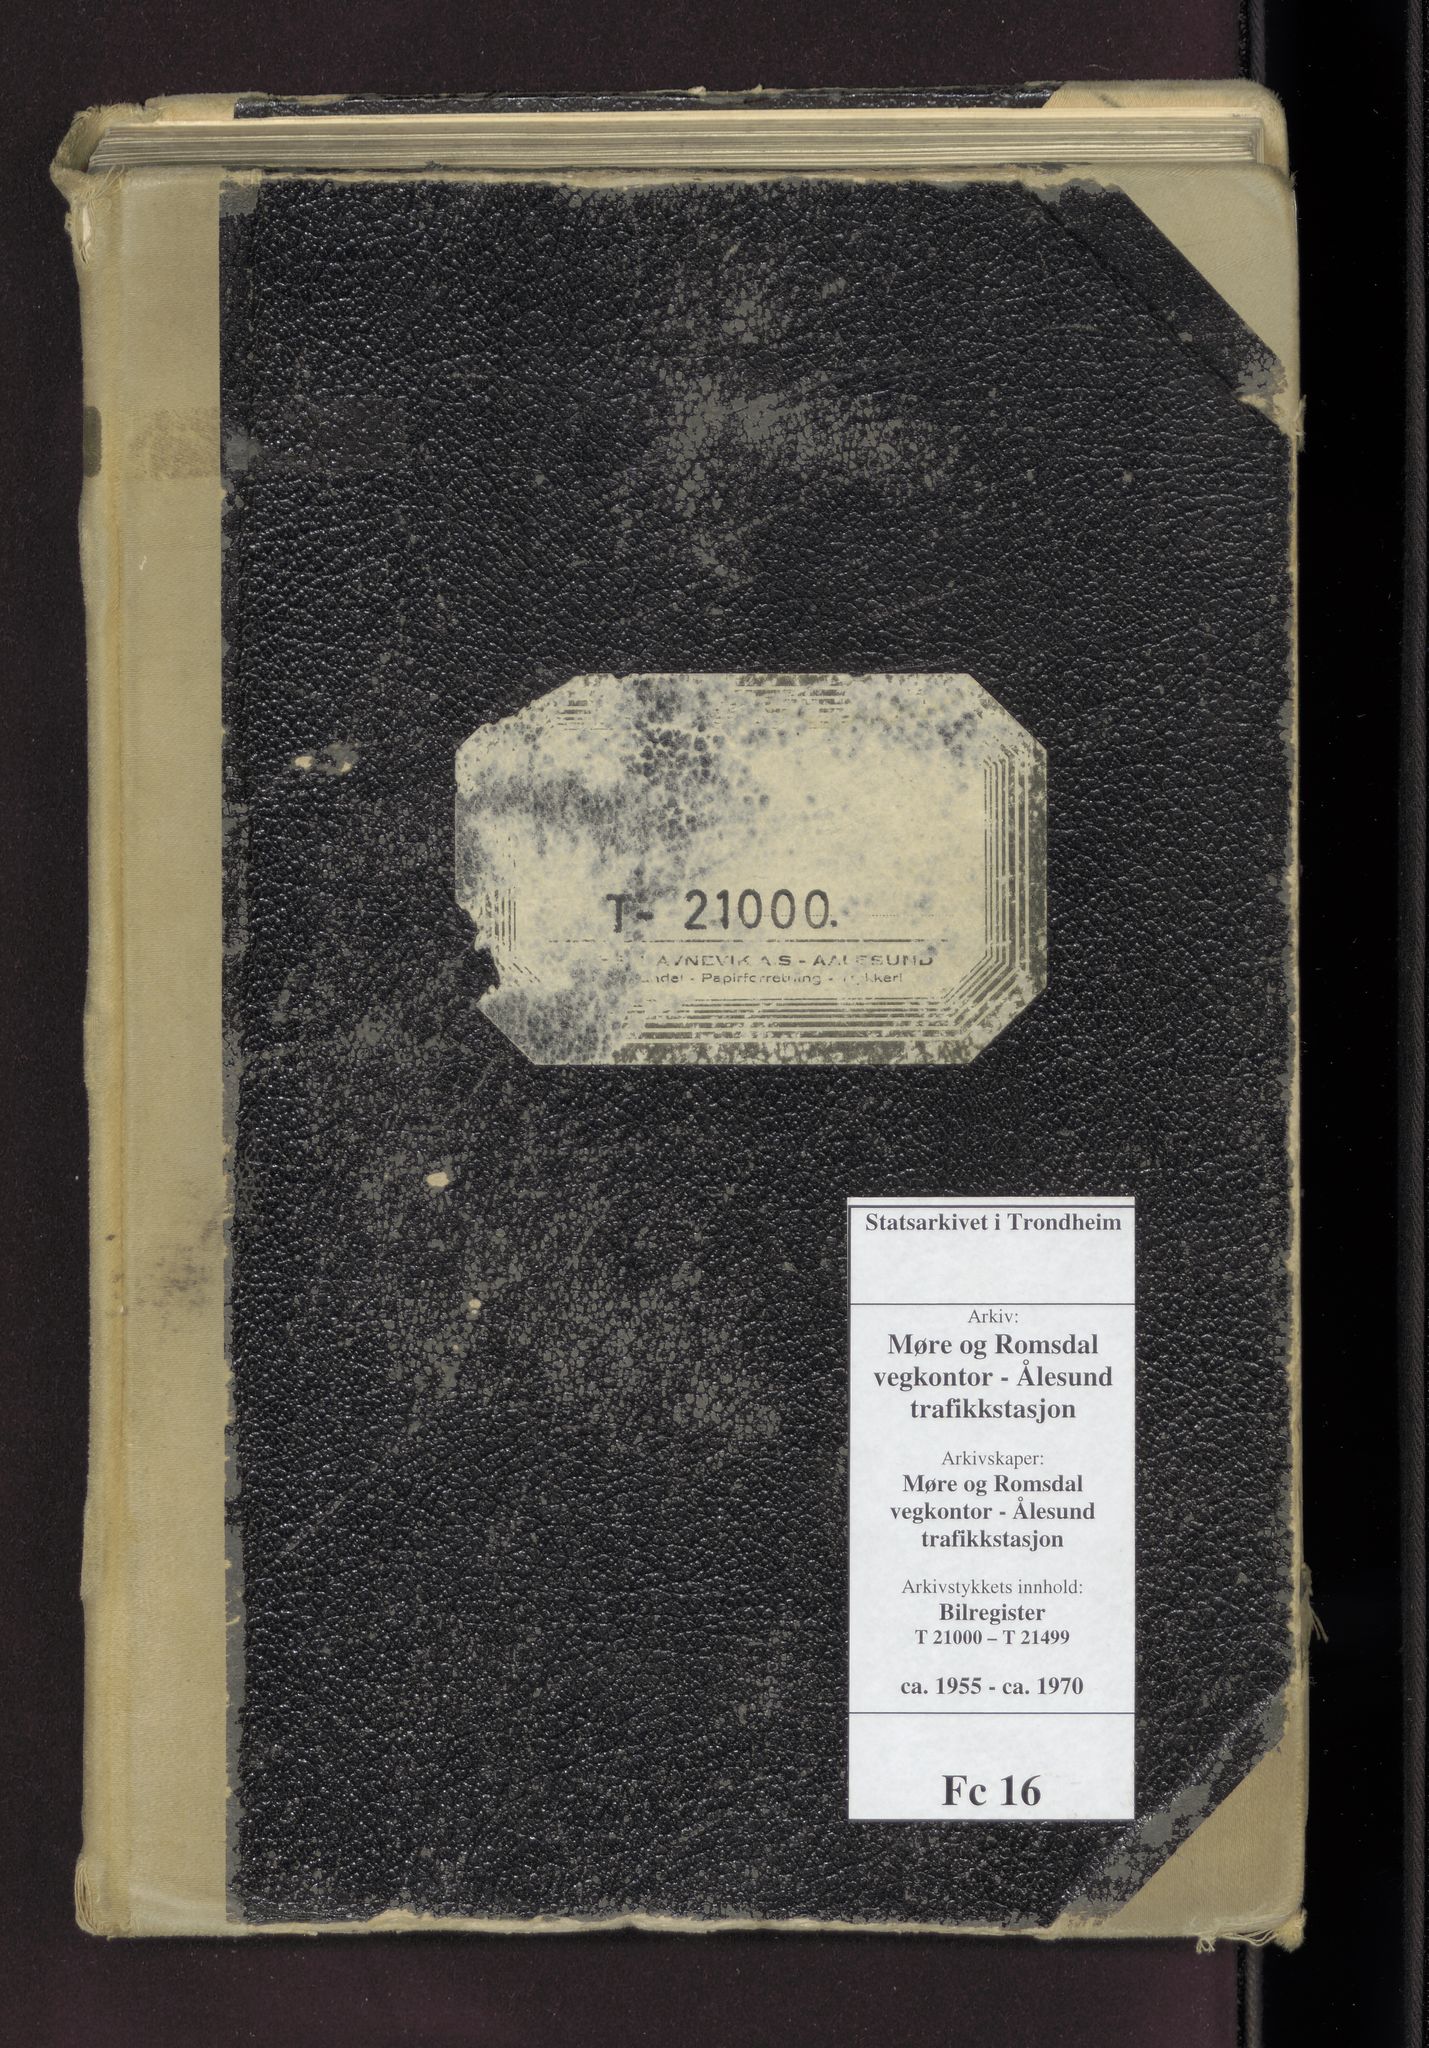 T- 21000.
A.S - AALESUND
Papirforretning
Statsarkivet i Trondheim
Arkiv:
Møre og Romsdal
vegkontor - Ålesund
trafikkstasjon
Arkivskaper:
Møre og Romsdal
vegkontor - Ålesund
trafikkstasjon
Arkivstykkets innhold:
Bilregister
T 21000 – T 21499
ca. 1955 - ca. 1970
Fc 16